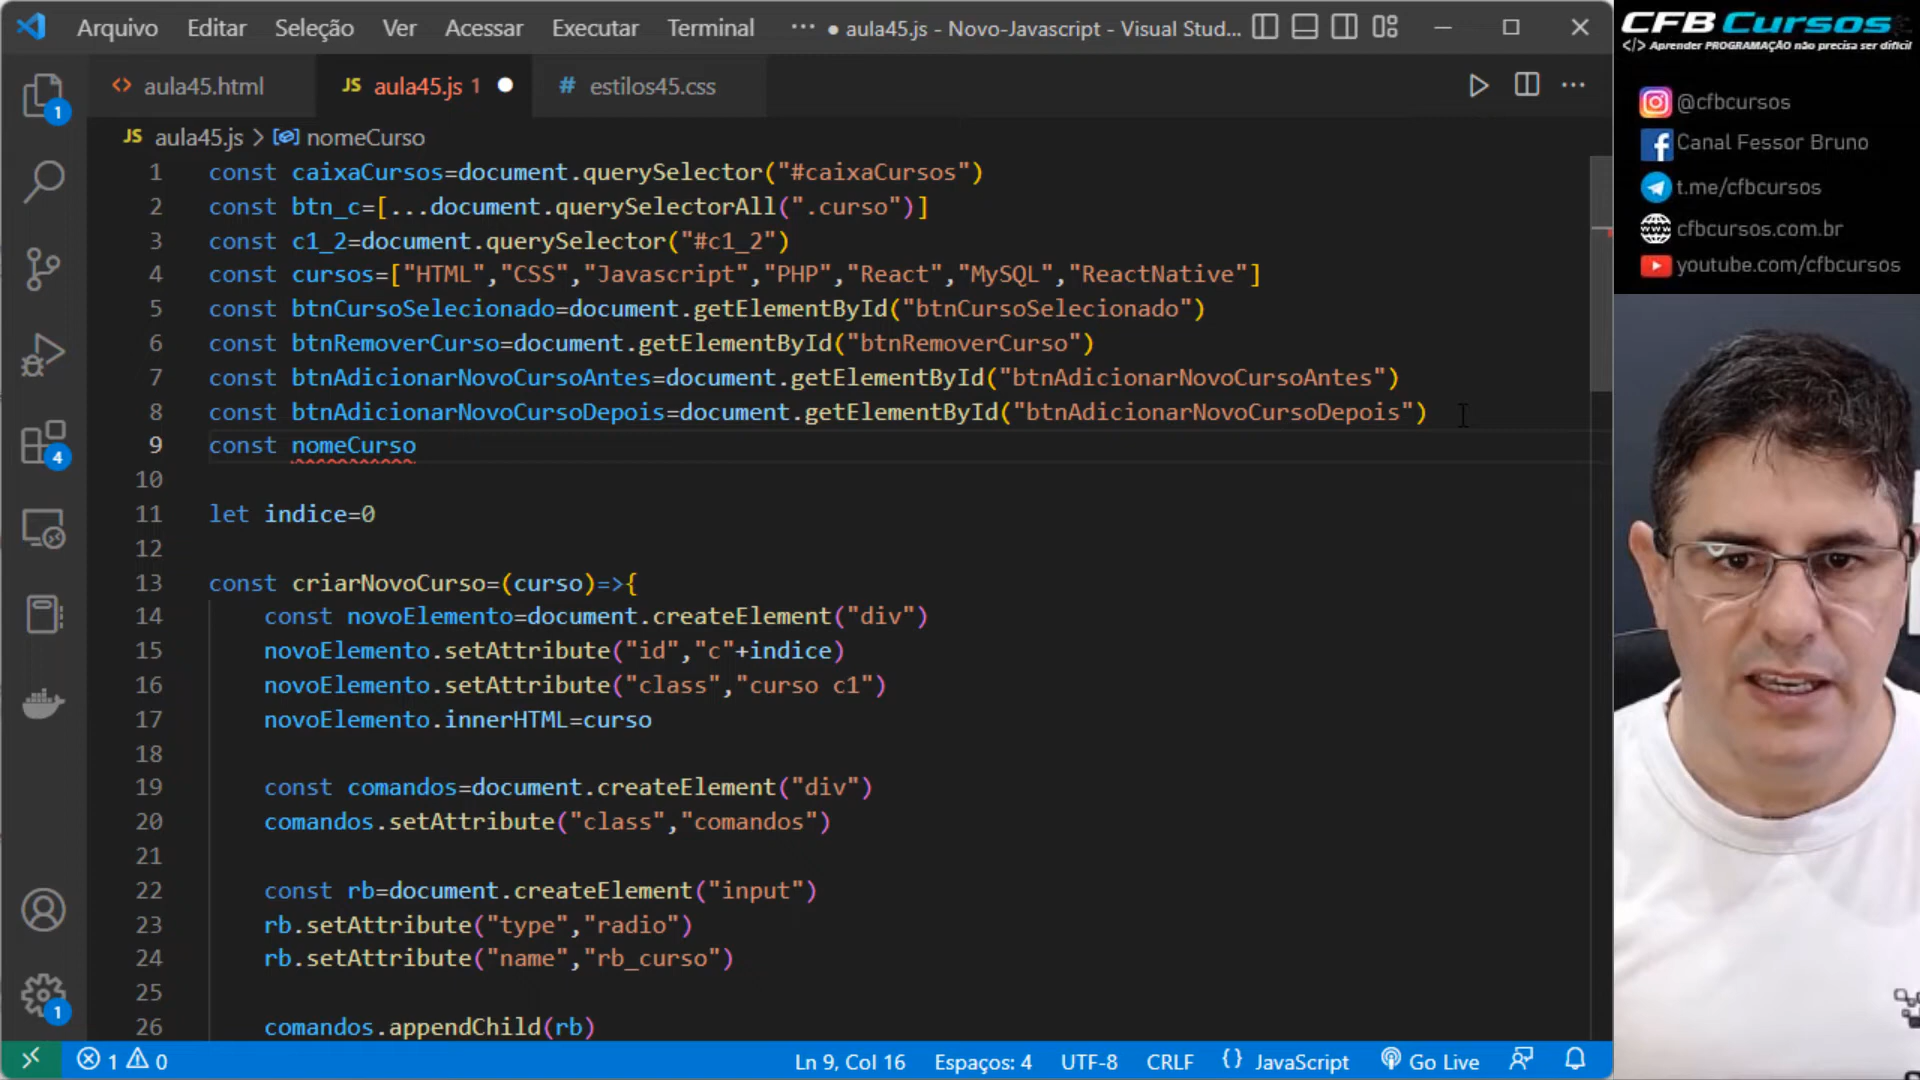 Arquivo Editar Seleção Ver Acessar Executar Terminal ··· ● aula45.js - Novo-Javascript - Visual Stud...
CFB Cursos
</> Aprender PROGRAMAÇÃO não precisa ser difícil
@cfbcursos
Canal Fessor Bruno
t.me/cfbcursos
cfbcursos.com.br
youtube.com/cfbcursos
<> aula45.html JS aula45.js 1 ● # estilos45.css
JS aula45.js > nomeCurso
1 const caixaCursos=document.querySelector("#caixaCursos")
2 const btn_c=[...document.querySelectorAll(".curso")]
3 const c1_2=document.querySelector("#c1_2")
4 const cursos=["HTML","CSS","Javascript","PHP","React","MySQL","ReactNative"]
5 const btnCursoSelecionado=document.getElementById("btnCursoSelecionado")
6 const btnRemoverCurso=document.getElementById("btnRemoverCurso")
7 const btnAdicionarNovoCursoAntes=document.getElementById("btnAdicionarNovoCursoAntes")
8 const btnAdicionarNovoCursoDepois=document.getElementById("btnAdicionarNovoCursoDepois")
9 const nomeCurso
10
11 let indice=0
12
13 const criarNovoCurso=(curso)=>{
14 const novoElemento=document.createElement("div")
15 novoElemento.setAttribute("id","c"+indice)
16 novoElemento.setAttribute("class","curso c1")
17 novoElemento.innerHTML=curso
18
19 const comandos=document.createElement("div")
20 comandos.setAttribute("class","comandos")
21
22 const rb=document.createElement("input")
23 rb.setAttribute("type","radio")
24 rb.setAttribute("name","rb_curso")
25
26 comandos.appendChild(rb)
1
4
1
1 0 Ln 9, Col 16 Espaços: 4 UTF-8 CRLF {} JavaScript Go Live